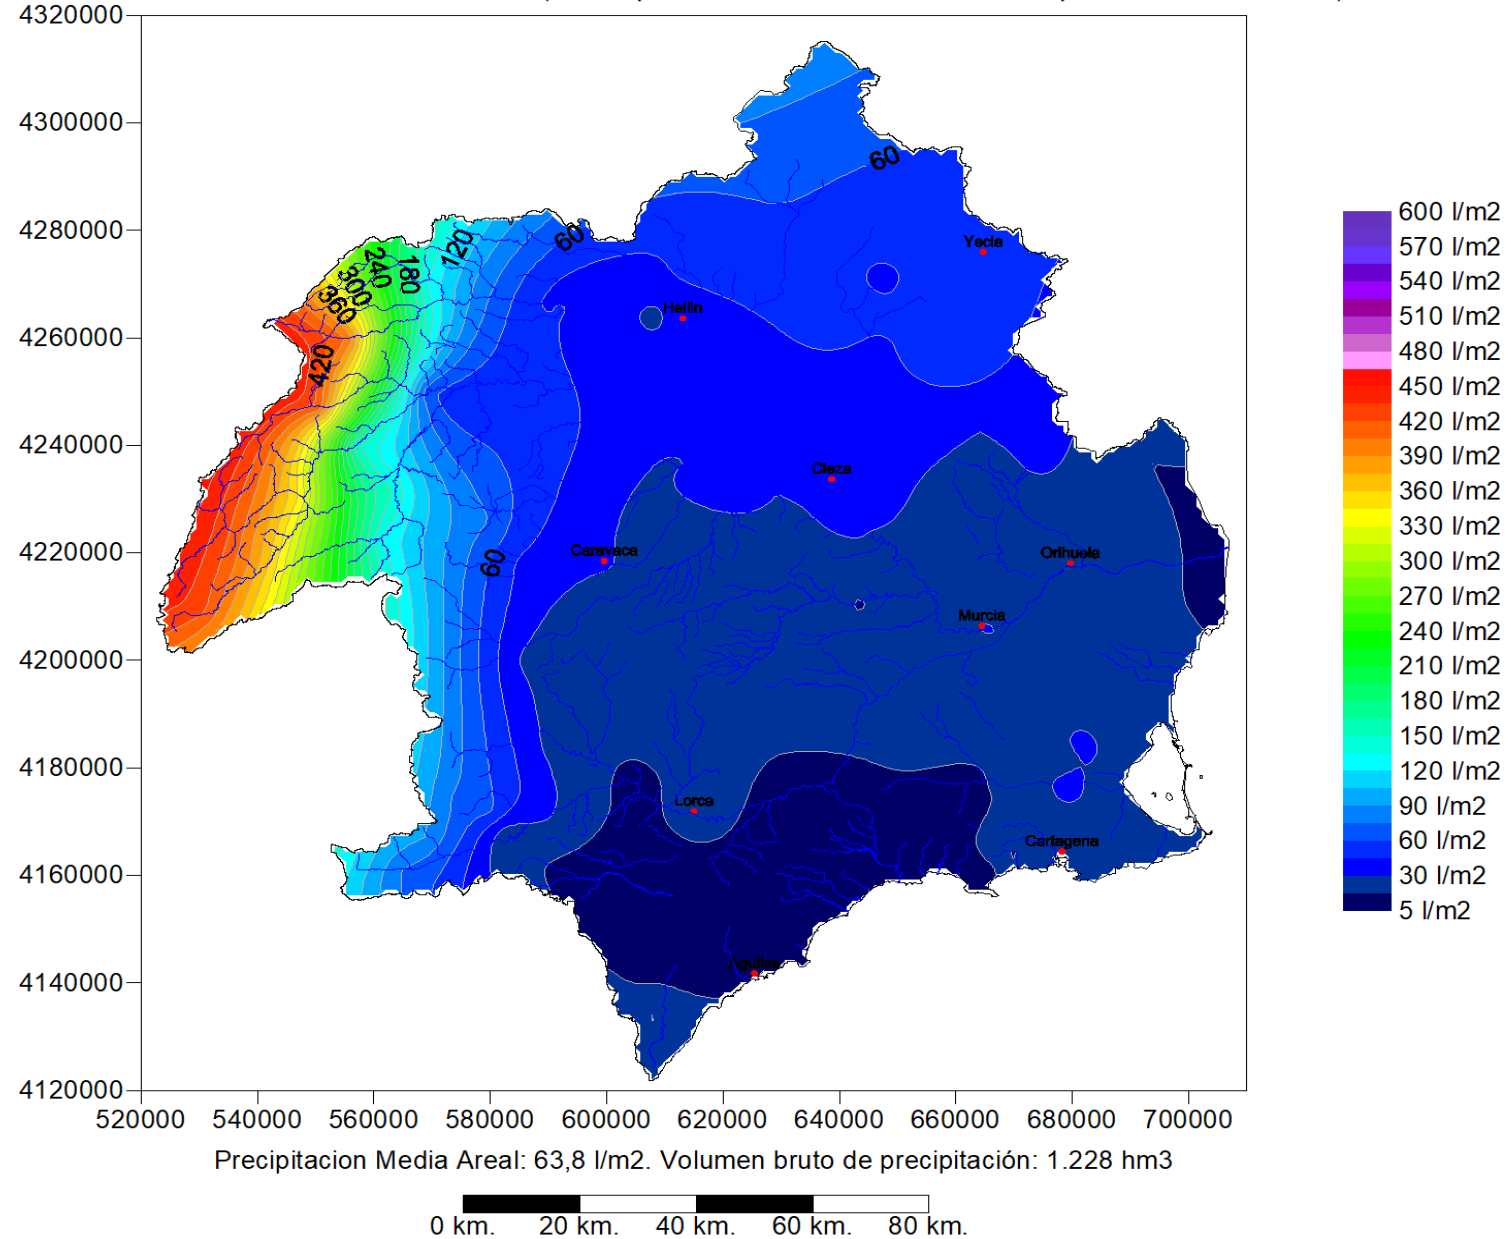 4320000
4300000
4280000
4260000
4240000
4220000
4200000
4180000
4160000
4140000
4120000
520000 540000 560000 580000 600000 620000 640000 660000 680000 700000
60
60
120
180
240
300
360
420
60
Yecla
Hellin
Cieza
Caravaca
Orihuela
Murcia
Lorca
Cartagena
Aguilas
600 l/m2
570 l/m2
540 l/m2
510 l/m2
480 l/m2
450 l/m2
420 l/m2
390 l/m2
360 l/m2
330 l/m2
300 l/m2
270 l/m2
240 l/m2
210 l/m2
180 l/m2
150 l/m2
120 l/m2
90 l/m2
60 l/m2
30 l/m2
5 l/m2
Precipitacion Media Areal: 63,8 l/m2. Volumen bruto de precipitación: 1.228 hm3
0 km. 20 km. 40 km. 60 km. 80 km.